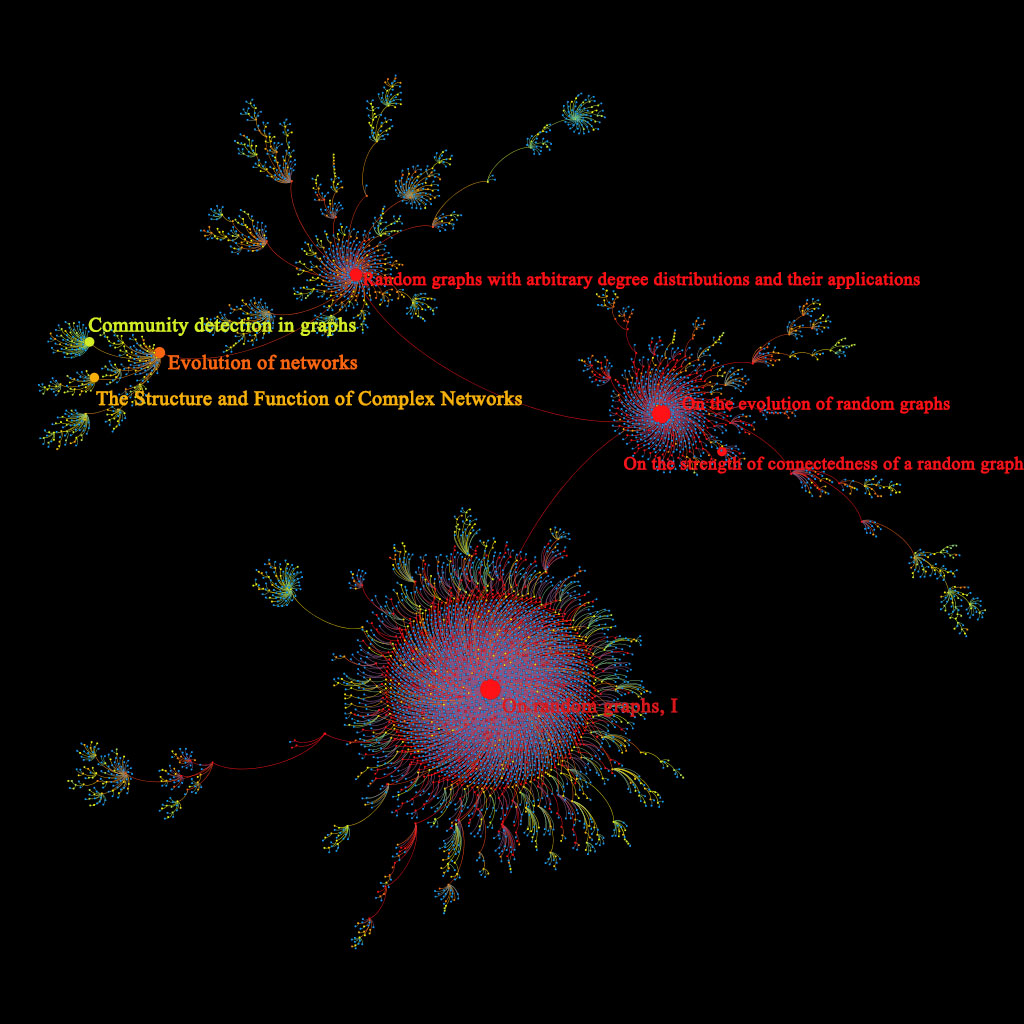 Random graphs with arbitrary degree distributions and their applications
Community detection in graphs
Evolution of networks
The Structure and Function of Complex Networks
On the evolution of random graphs
On the strength of connectedness of a random graph
On random graphs, I